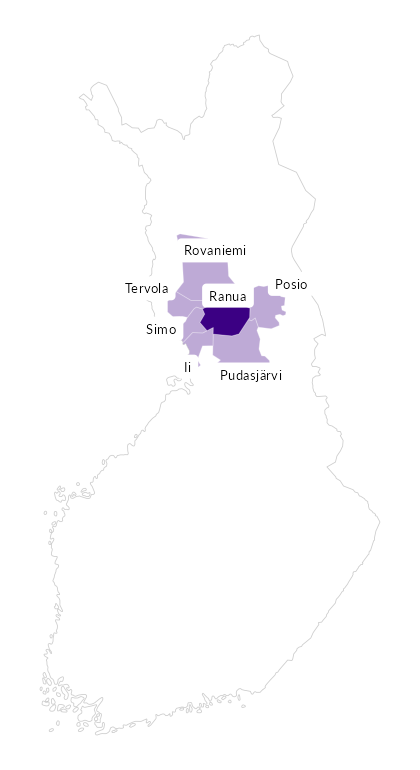 Rovaniemi
Posio
Tervola
Ranua
Simo
Ii
Pudasjärvi